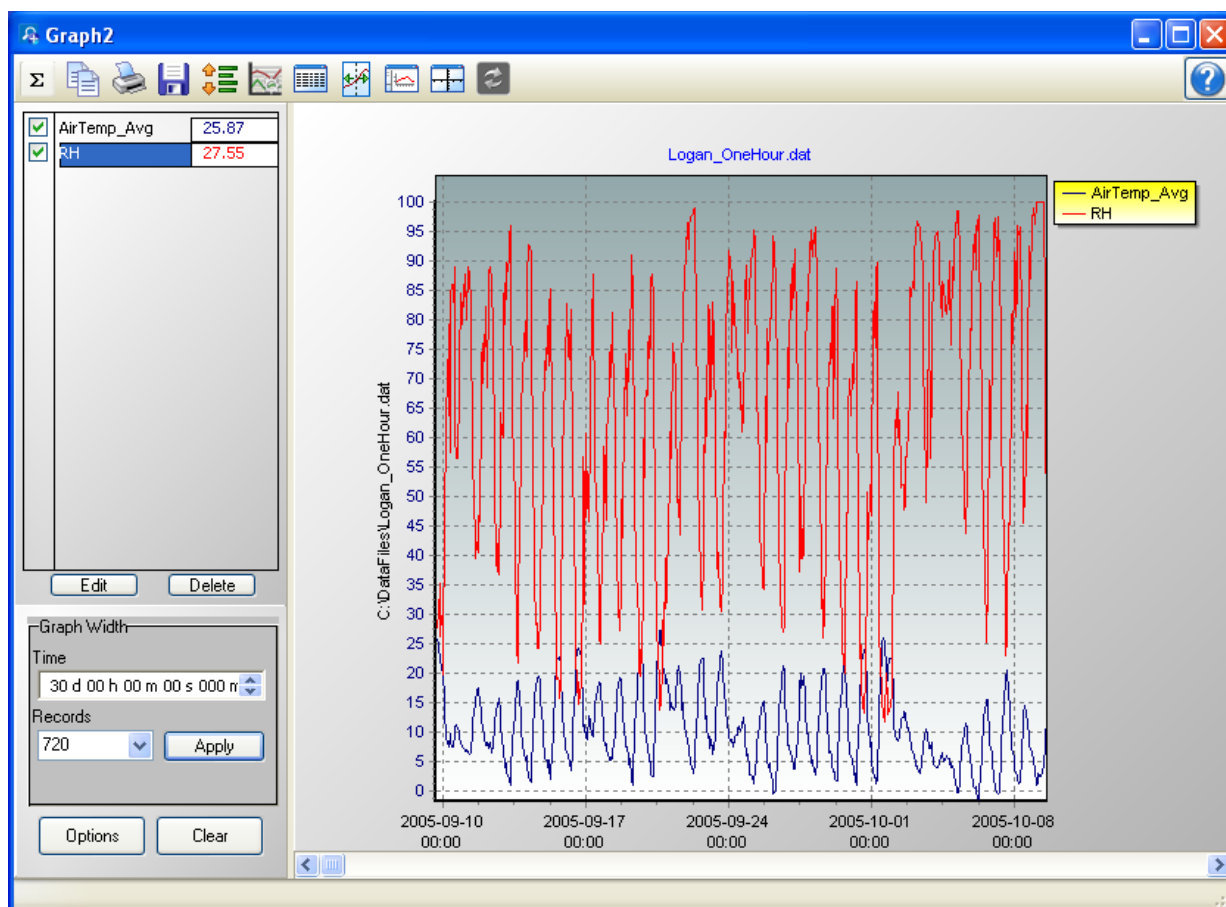 Graph2
Σ
?
AirTemp_Avg 25.87
RH 27.55
Edit Delete
Graph Width
Time
30 d 00 h 00 m 00 s 000 m
Records
720 Apply
Options Clear
Logan_OneHour.dat
AirTemp_Avg
RH
C:\DataFiles\Logan_OneHour.dat
100
95
90
85
80
75
70
65
60
55
50
45
40
35
30
25
20
15
10
5
0
2005-09-10 2005-09-17 2005-09-24 2005-10-01 2005-10-08
00:00 00:00 00:00 00:00 00:00